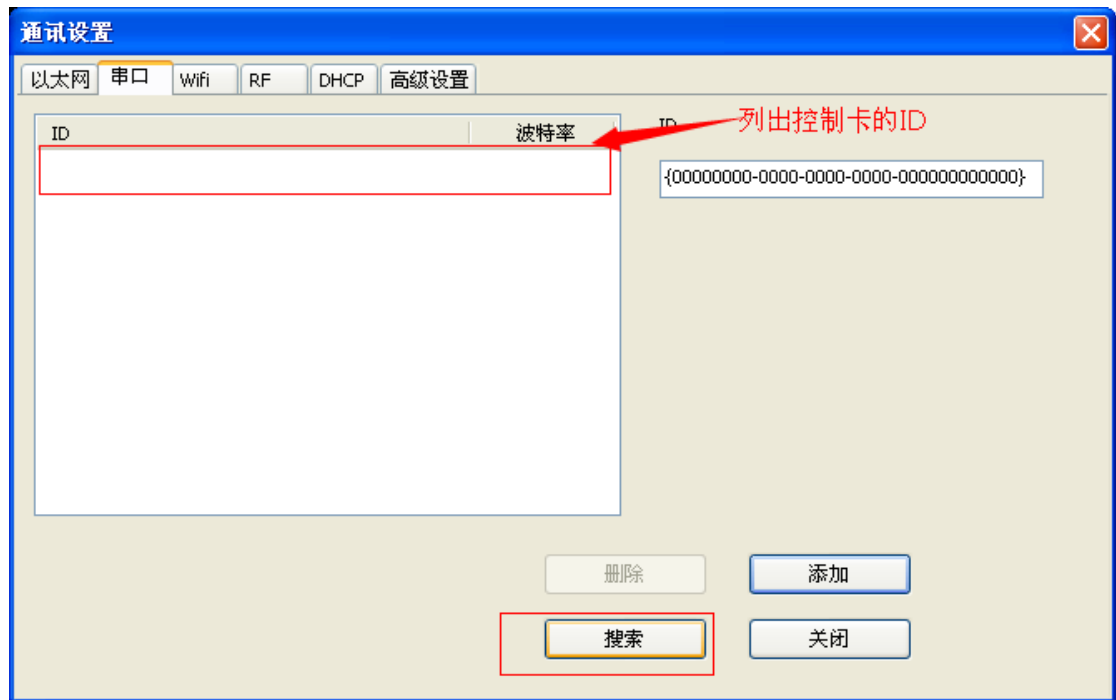 通讯设置
以太网 串口 Wifi RF DHCP 高级设置
ID 波特率
ID
列出控制卡的ID
{00000000-0000-0000-0000-000000000000}
删除 添加
搜索 关闭